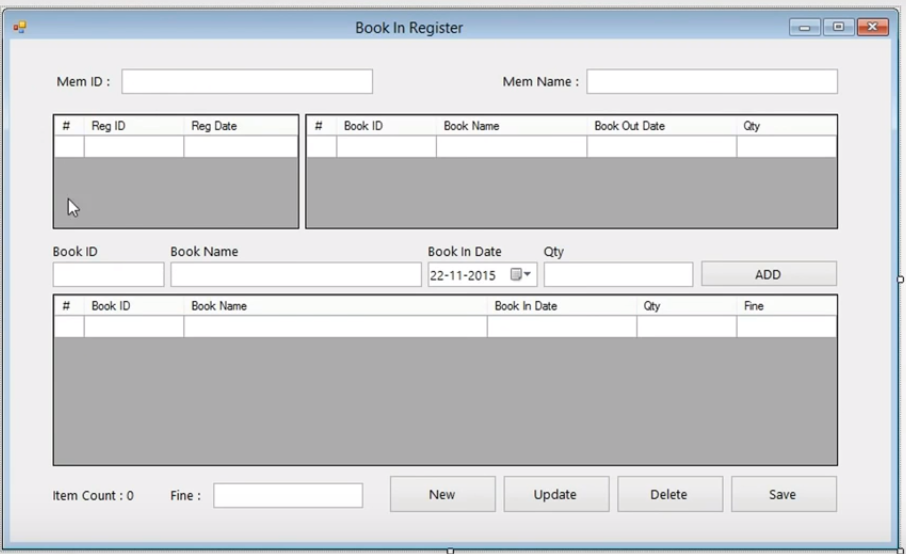 Book In Register
Mem ID : Mem Name :
# Reg ID Reg Date # Book ID Book Name Book Out Date Qty
Book ID Book Name Book In Date Qty
22-11-2015 ADD
# Book ID Book Name Book In Date Qty Fine
Item Count : 0 Fine : New Update Delete Save